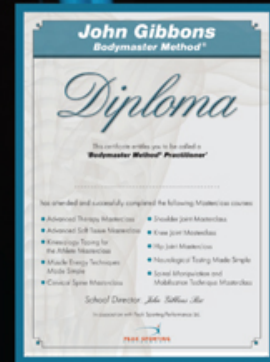 John Gibbons
Bodymaster Method®
Diploma
This certificate entitles you to be called a
'Bodymaster Method® Practitioner'
has attended and successfully completed the following Masterclass courses:
Advanced Therapy Masterclass
Advanced Soft Tissue Masterclass
Kinesiology Taping for
the Athlete Masterclass
Muscle Energy Techniques
Made Simple
Cervical Spine Masterclass
Shoulder Joint Masterclass
Knee Joint Masterclass
Hip Joint Masterclass
Neurological Testing Made Simple
Spinal Manipulation and
Mobilisation Technique Masterclass
School Director: John Gibbons
In association with Peak Sporting Performance Ltd.
PEAK SPORTING